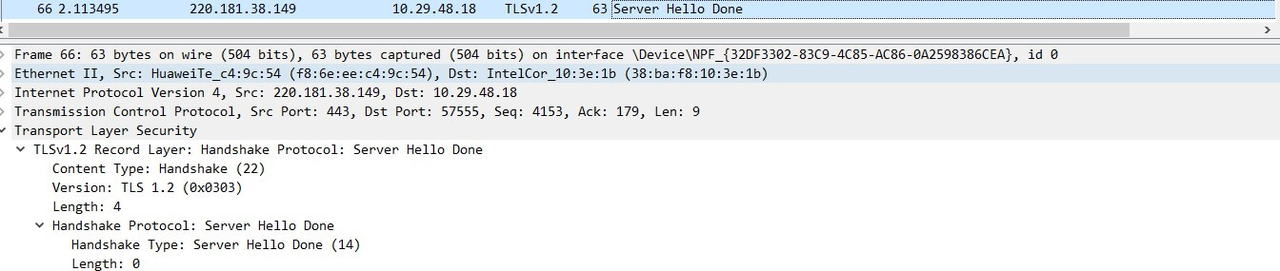 66 2.113495 220.181.38.149 10.29.48.18 TLSv1.2 63 Server Hello Done
Frame 66: 63 bytes on wire (504 bits), 63 bytes captured (504 bits) on interface \Device\NPF_{32DF3302-83C9-4C85-AC86-0A2598386CEA}, id 0
Ethernet II, Src: HuaweiTe_c4:9c:54 (f8:6e:ee:c4:9c:54), Dst: IntelCor_10:3e:1b (38:ba:f8:10:3e:1b)
Internet Protocol Version 4, Src: 220.181.38.149, Dst: 10.29.48.18
Transmission Control Protocol, Src Port: 443, Dst Port: 57555, Seq: 4153, Ack: 179, Len: 9
Transport Layer Security
TLSv1.2 Record Layer: Handshake Protocol: Server Hello Done
Content Type: Handshake (22)
Version: TLS 1.2 (0x0303)
Length: 4
Handshake Protocol: Server Hello Done
Handshake Type: Server Hello Done (14)
Length: 0